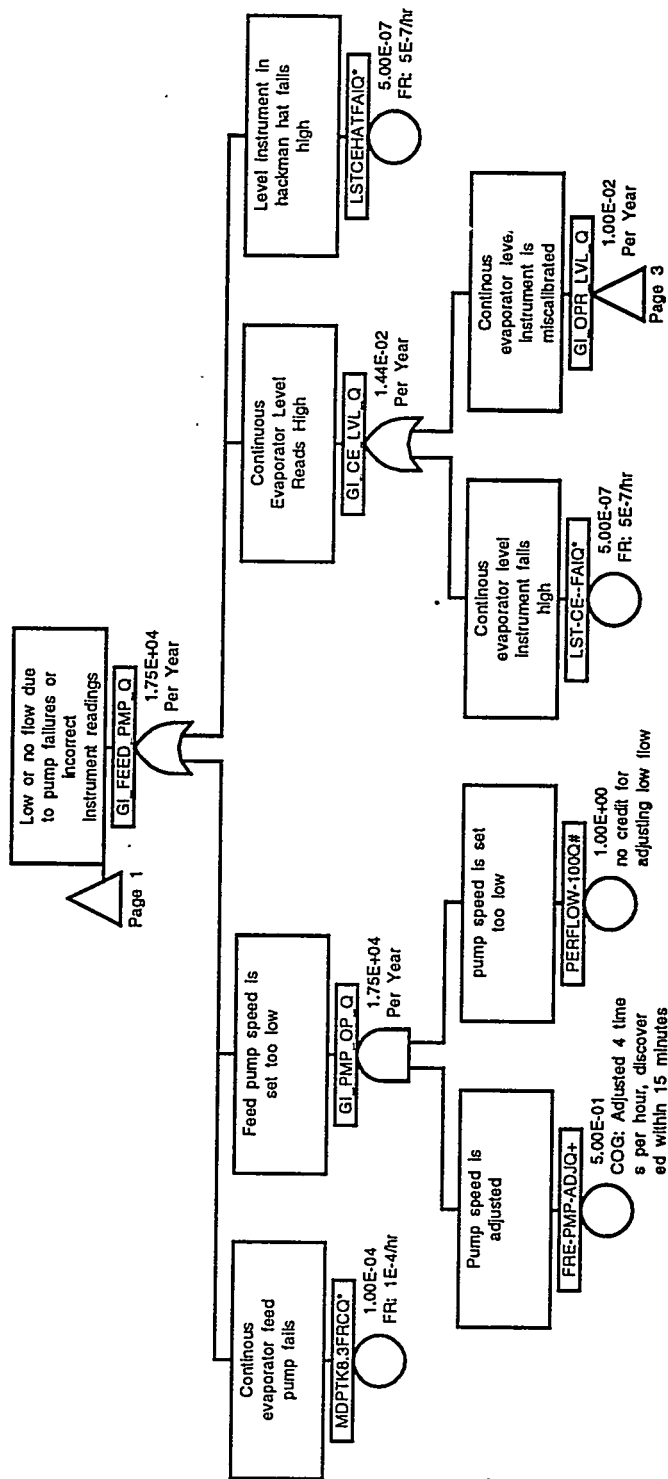 Low or no flow due
to pump failures or
incorrect
Instrument readings
GI_FEED_PMP_Q
1.75E+04
Per Year
Page 1
Continous
evaporator feed
pump fails
MDPTK8.3FRCQ*
1.00E-04
FR: 1E-4/hr
Feed pump speed is
set too low
GI_PMP_OP_Q
1.75E+04
Per Year
Continuous
Evaporator Level
Reads High
GI_CE_LVL_Q
1.44E-02
Per Year
Level Instrument in
hackman hat fails
high
LSTCEHATFAIQ*
5.00E-07
FR: 5E-7/hr
Pump speed is
adjusted
FRE-PMP-ADJQ+
5.00E-01
COG: Adjusted 4 time
s per hour, discover
ed within 15 minutes
pump speed is set
too low
PERFLOW-100Q#
1.00E+00
no credit for
adjusting low flow
Continous
evaporator level
Instrument fails
high
LST-CE--FAIQ*
5.00E-07
FR: 5E-7/hr
Continous
evaporator level
Instrument is
miscalibrated
GI_OPR_LVL_Q
1.00E-02
Per Year
Page 3